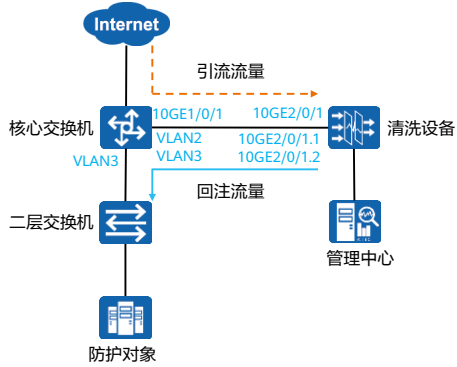 Internet
引流流量
10GE1/0/1
10GE2/0/1
核心交换机
清洗设备
VLAN2
10GE2/0/1.1
VLAN3
VLAN3
10GE2/0/1.2
回注流量
二层交换机
管理中心
防护对象